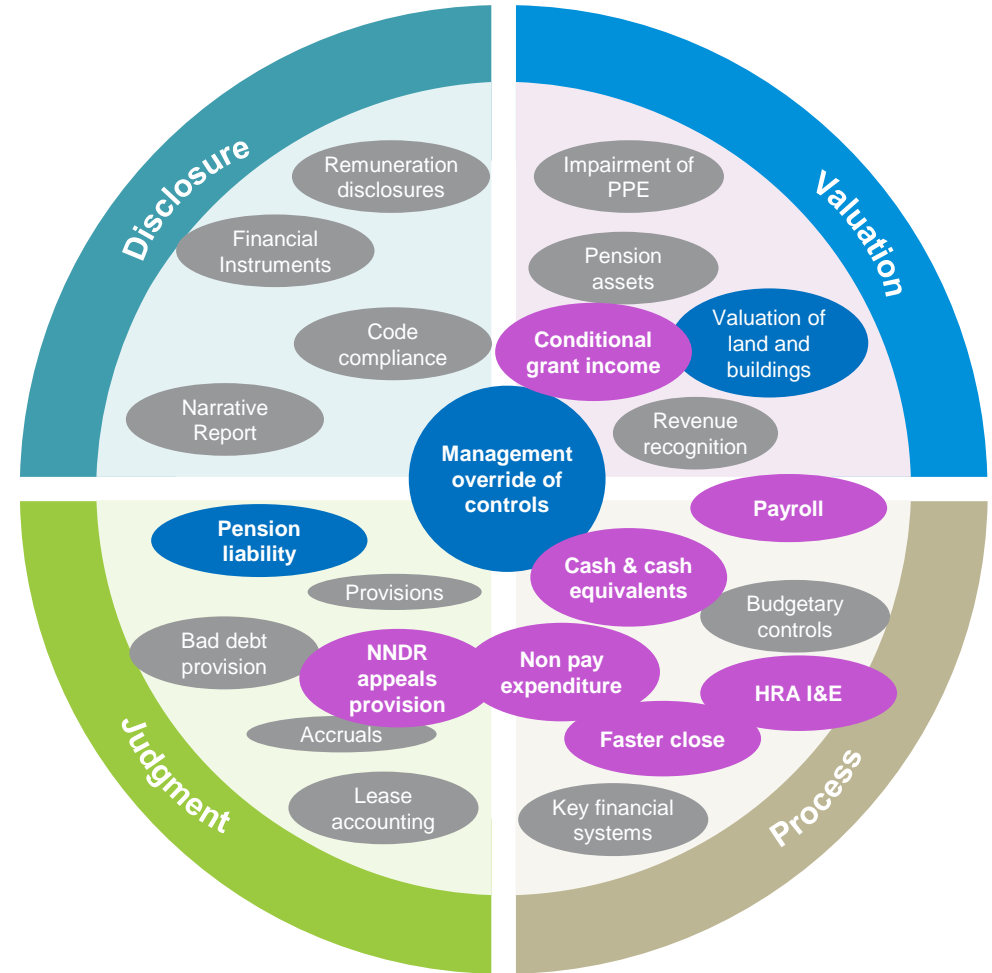 Disclosure
Remuneration
disclosures
Financial
Instruments
Code
compliance
Narrative
Report
Valuation
Impairment of
PPE
Pension
assets
Conditional
grant income
Valuation of
land and
buildings
Revenue
recognition
Management
override of
controls
Judgment
Pension
liability
Provisions
Bad debt
provision
NNDR
appeals
provision
Accruals
Lease
accounting
Process
Payroll
Cash & cash
equivalents
Budgetary
controls
Non pay
expenditure
HRA I&E
Faster close
Key financial
systems